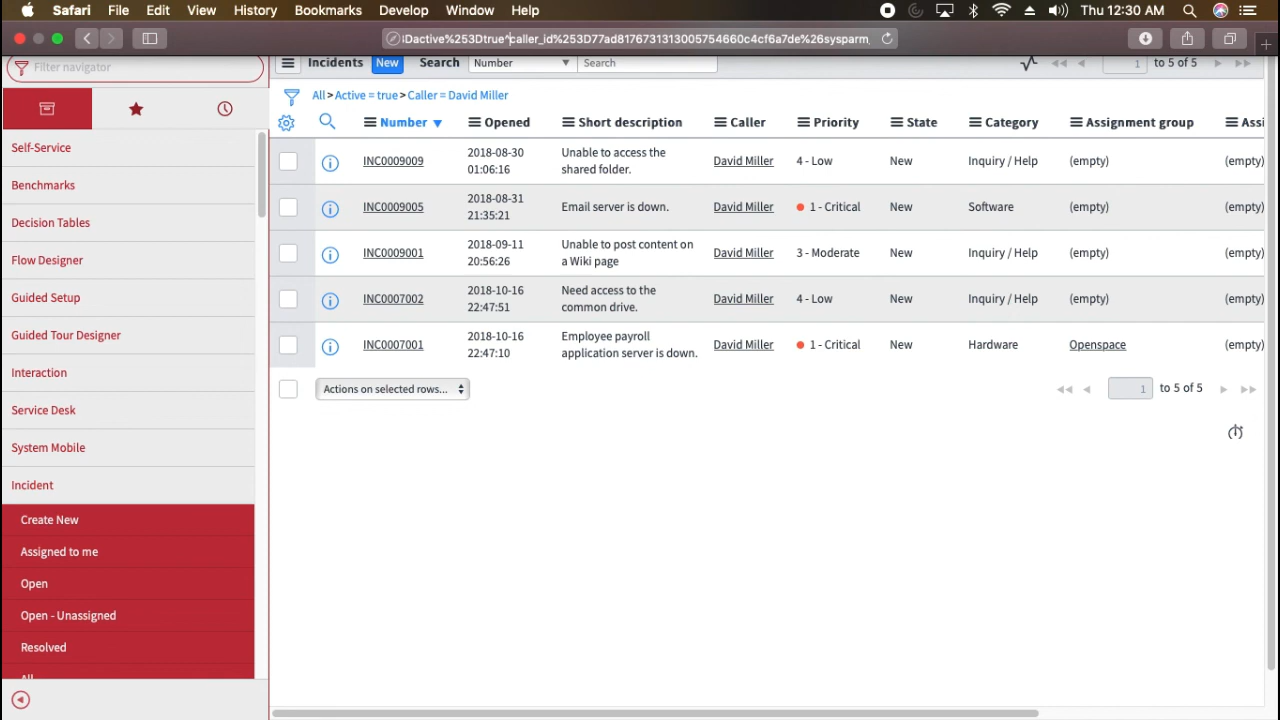 Safari File Edit View History Bookmarks Develop Window Help Thu 12:30 AM
Dactive%253Dtrue^caller_id%253D77ad8176731313005754660c4cf6a7de%26sysparm_
Filter navigator
Incidents New Search Number Search 1 to 5 of 5
All > Active = true > Caller = David Miller
Number Opened Short description Caller Priority State Category Assignment group Assi
INC0009009 2018-08-30 01:06:16 Unable to access the shared folder. David Miller 4 - Low New Inquiry / Help (empty) (empty)
INC0009005 2018-08-31 21:35:21 Email server is down. David Miller 1 - Critical New Software (empty) (empty)
INC0009001 2018-09-11 20:56:26 Unable to post content on a Wiki page David Miller 3 - Moderate New Inquiry / Help (empty) (empty)
INC0007002 2018-10-16 22:47:51 Need access to the common drive. David Miller 4 - Low New Inquiry / Help (empty) (empty)
INC0007001 2018-10-16 22:47:10 Employee payroll application server is down. David Miller 1 - Critical New Hardware Openspace (empty)
Actions on selected rows... 1 to 5 of 5
Self-Service
Benchmarks
Decision Tables
Flow Designer
Guided Setup
Guided Tour Designer
Interaction
Service Desk
System Mobile
Incident
Create New
Assigned to me
Open
Open - Unassigned
Resolved
All